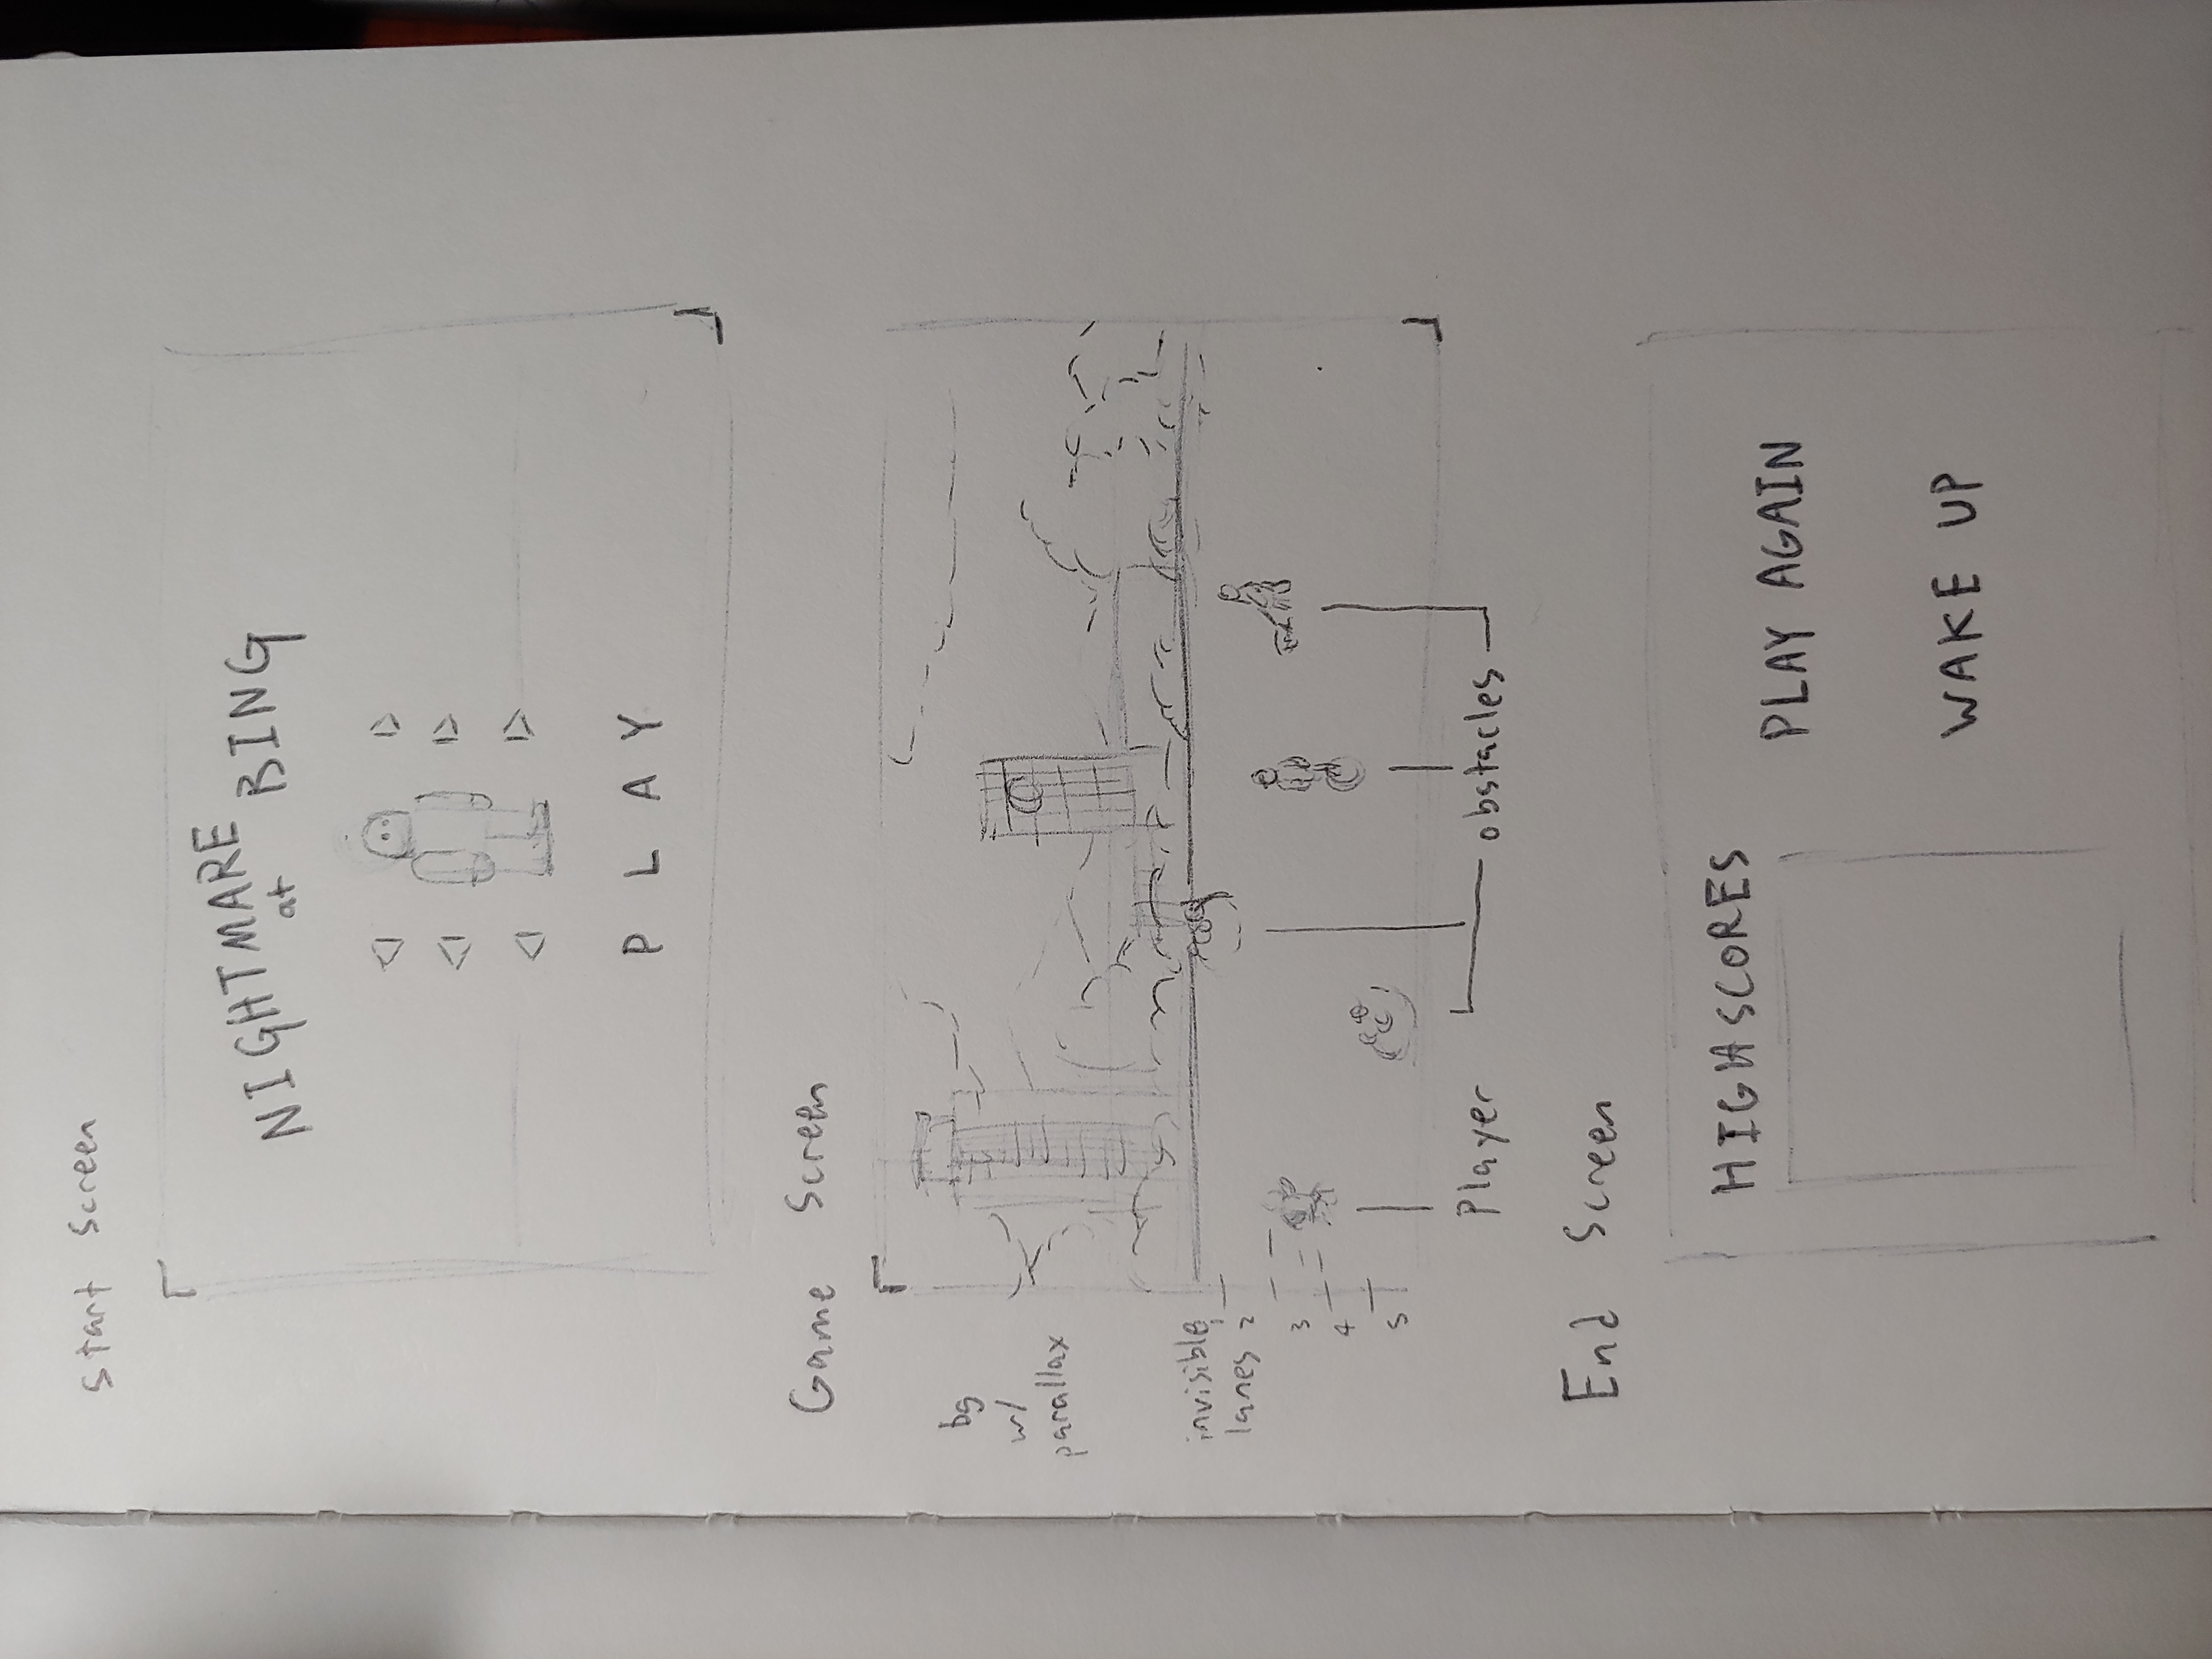 Start Screen
NIGHTMARE at BING
PLAY
Game Screen
bg
w/
parallax
invisible
lanes
1
2
3
4
5
Player
obstacles
End Screen
HIGHSCORES
PLAY AGAIN
WAKE UP